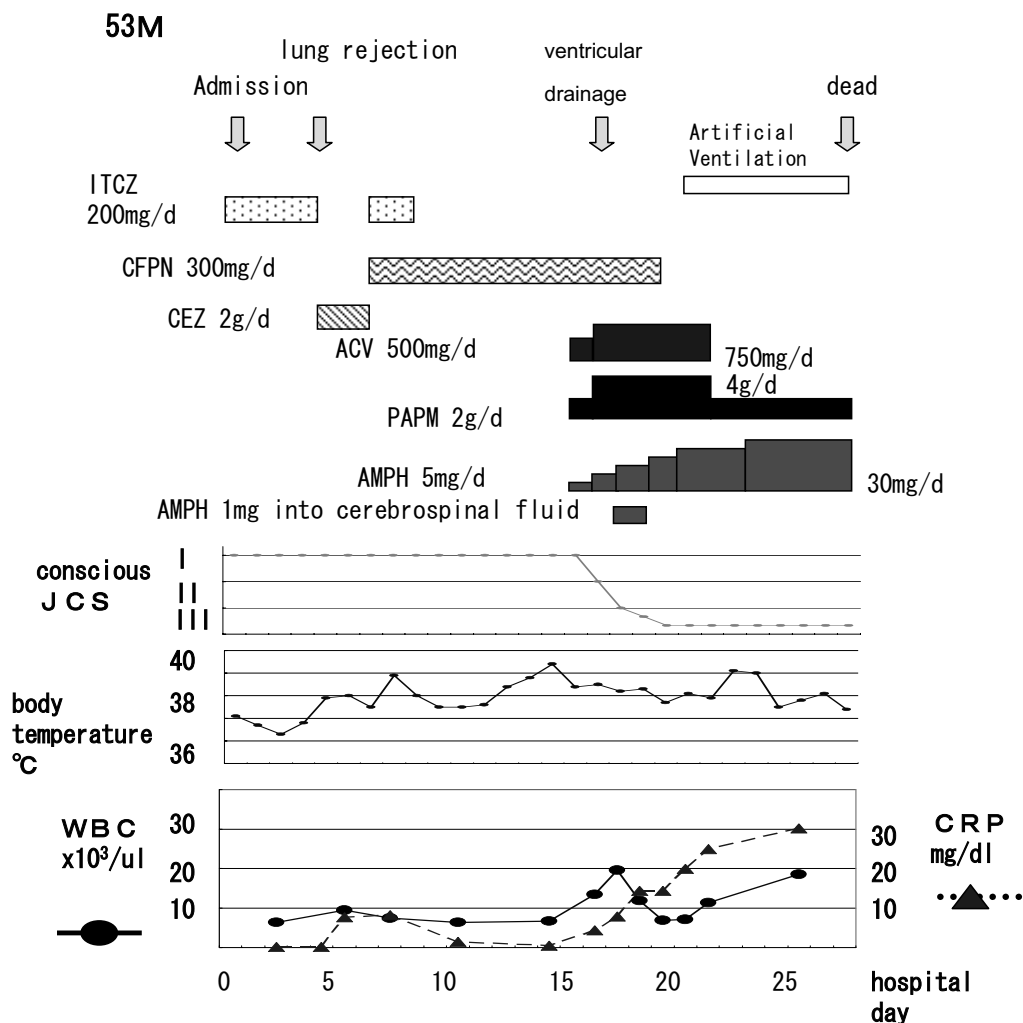 53M
lung rejection
ventricular
drainage
Admission
dead
Artificial
Ventilation
ITCZ
200mg/d
CFPN 300mg/d
CEZ 2g/d
ACV 500mg/d
750mg/d
4g/d
PAPM 2g/d
AMPH 5mg/d
30mg/d
AMPH 1mg into cerebrospinal fluid
conscious
ＪＣＳ
I
II
III
body
temperature
℃
40
38
36
ＷＢＣ
x10³/ul
30
20
10
30
20
10
ＣＲＰ
mg/dl
0 5 10 15 20 25
hospital
day